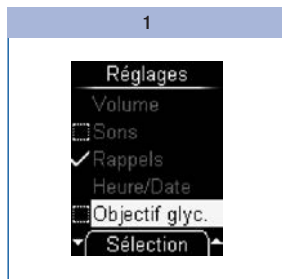 1
Réglages
Volume
Sons
Rappels
Heure/Date
Objectif glyc.
Sélection